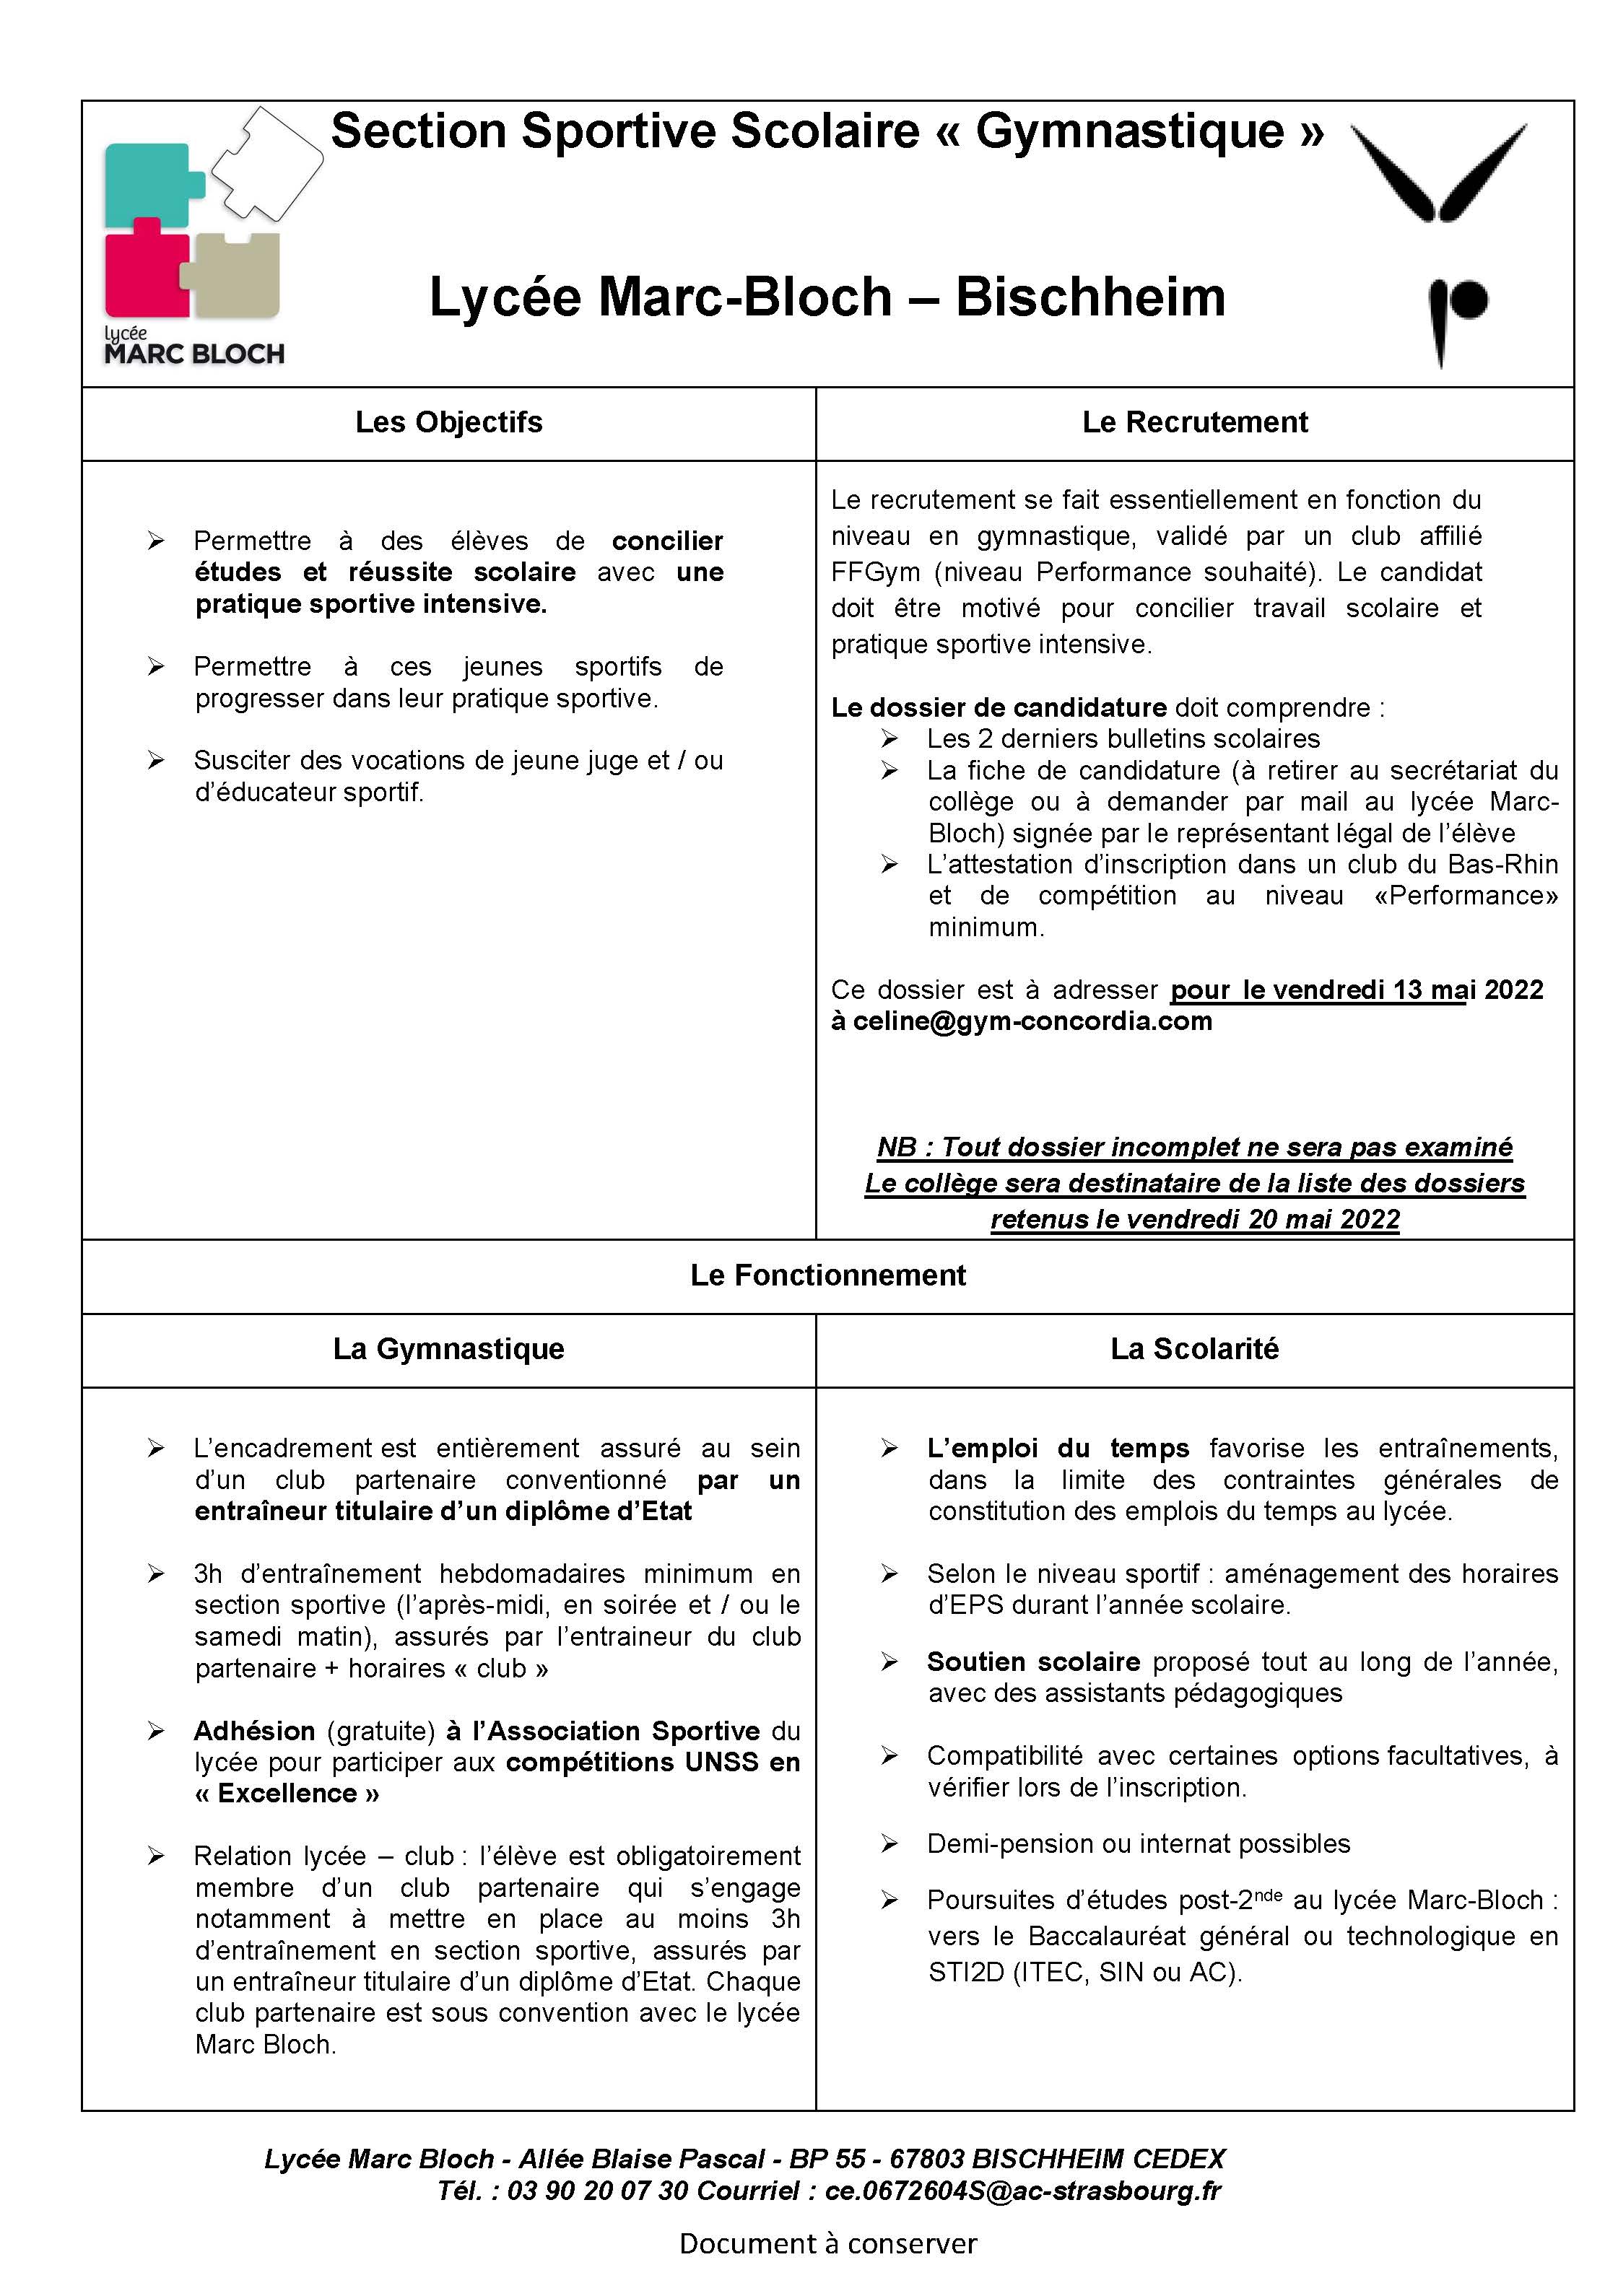 Section Sportive Scolaire « Gymnastique »
Lycée Marc-Bloch – Bischheim
lycée
MARC BLOCH
Les Objectifs
➢ Permettre à des élèves de concilier
études et réussite scolaire avec une
pratique sportive intensive.
➢ Permettre à ces jeunes sportifs de
progresser dans leur pratique sportive.
➢ Susciter des vocations de jeune juge et / ou
d’éducateur sportif.
Le Recrutement
Le recrutement se fait essentiellement en fonction du
niveau en gymnastique, validé par un club affilié
FFGym (niveau Performance souhaité). Le candidat
doit être motivé pour concilier travail scolaire et
pratique sportive intensive.
Le dossier de candidature doit comprendre :
➢ Les 2 derniers bulletins scolaires
➢ La fiche de candidature (à retirer au secrétariat du
collège ou à demander par mail au lycée Marc-
Bloch) signée par le représentant légal de l’élève
➢ L’attestation d’inscription dans un club du Bas-Rhin
et de compétition au niveau «Performance»
minimum.
Ce dossier est à adresser pour le vendredi 13 mai 2022
à celine@gym-concordia.com
NB : Tout dossier incomplet ne sera pas examiné
Le collège sera destinataire de la liste des dossiers
retenus le vendredi 20 mai 2022
Le Fonctionnement
La Gymnastique
➢ L’encadrement est entièrement assuré au sein
d’un club partenaire conventionné par un
entraîneur titulaire d’un diplôme d’Etat
➢ 3h d’entraînement hebdomadaires minimum en
section sportive (l’après-midi, en soirée et / ou le
samedi matin), assurés par l’entraineur du club
partenaire + horaires « club »
➢ Adhésion (gratuite) à l’Association Sportive du
lycée pour participer aux compétitions UNSS en
« Excellence »
➢ Relation lycée – club : l’élève est obligatoirement
membre d’un club partenaire qui s’engage
notamment à mettre en place au moins 3h
d’entraînement en section sportive, assurés par
un entraîneur titulaire d’un diplôme d’Etat. Chaque
club partenaire est sous convention avec le lycée
Marc Bloch.
La Scolarité
➢ L’emploi du temps favorise les entraînements,
dans la limite des contraintes générales de
constitution des emplois du temps au lycée.
➢ Selon le niveau sportif : aménagement des horaires
d’EPS durant l’année scolaire.
➢ Soutien scolaire proposé tout au long de l’année,
avec des assistants pédagogiques
➢ Compatibilité avec certaines options facultatives, à
vérifier lors de l’inscription.
➢ Demi-pension ou internat possibles
➢ Poursuites d’études post-2nde au lycée Marc-Bloch :
vers le Baccalauréat général ou technologique en
STI2D (ITEC, SIN ou AC).
Lycée Marc Bloch - Allée Blaise Pascal - BP 55 - 67803 BISCHHEIM CEDEX
Tél. : 03 90 20 07 30 Courriel : ce.0672604S@ac-strasbourg.fr
Document à conserver